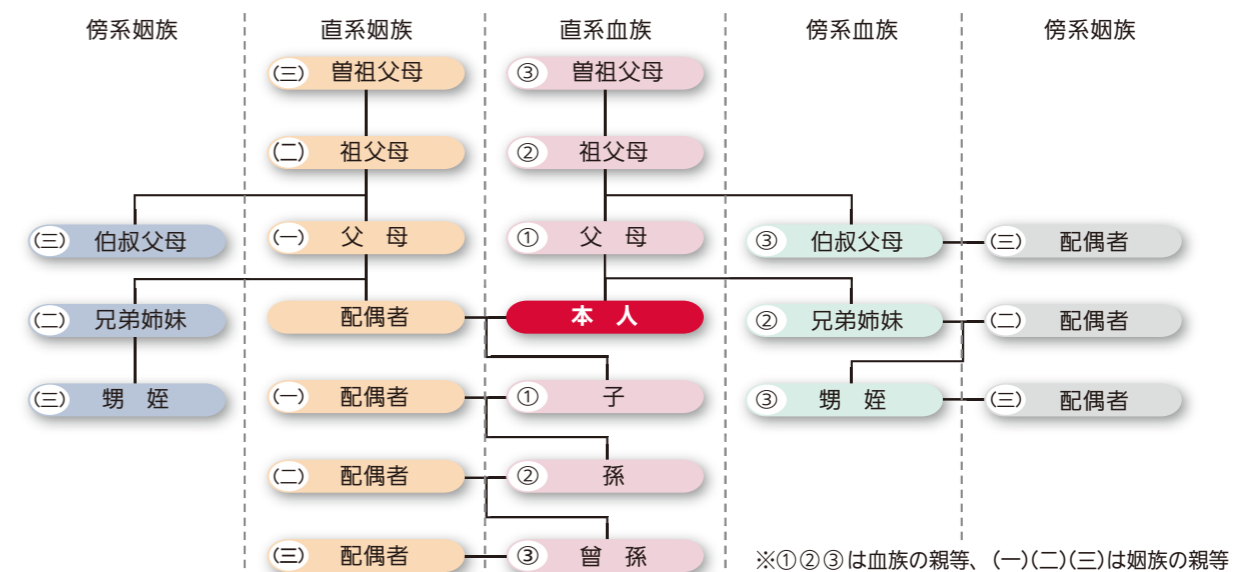 傍系姻族 直系姻族 直系血族 傍系血族 傍系姻族
(三) 曽祖父母 ③ 曽祖父母
(二) 祖父母 ② 祖父母
(三) 伯叔父母 (一) 父 母 ① 父 母 ③ 伯叔父母 (三) 配偶者
(二) 兄弟姉妹 配偶者 本 人 ② 兄弟姉妹 (二) 配偶者
(三) 甥 姪 (一) 配偶者 ① 子 ③ 甥 姪 (三) 配偶者
(二) 配偶者 ② 孫
(三) 配偶者 ③ 曾 孫
※①②③は血族の親等、(一)(二)(三)は姻族の親等